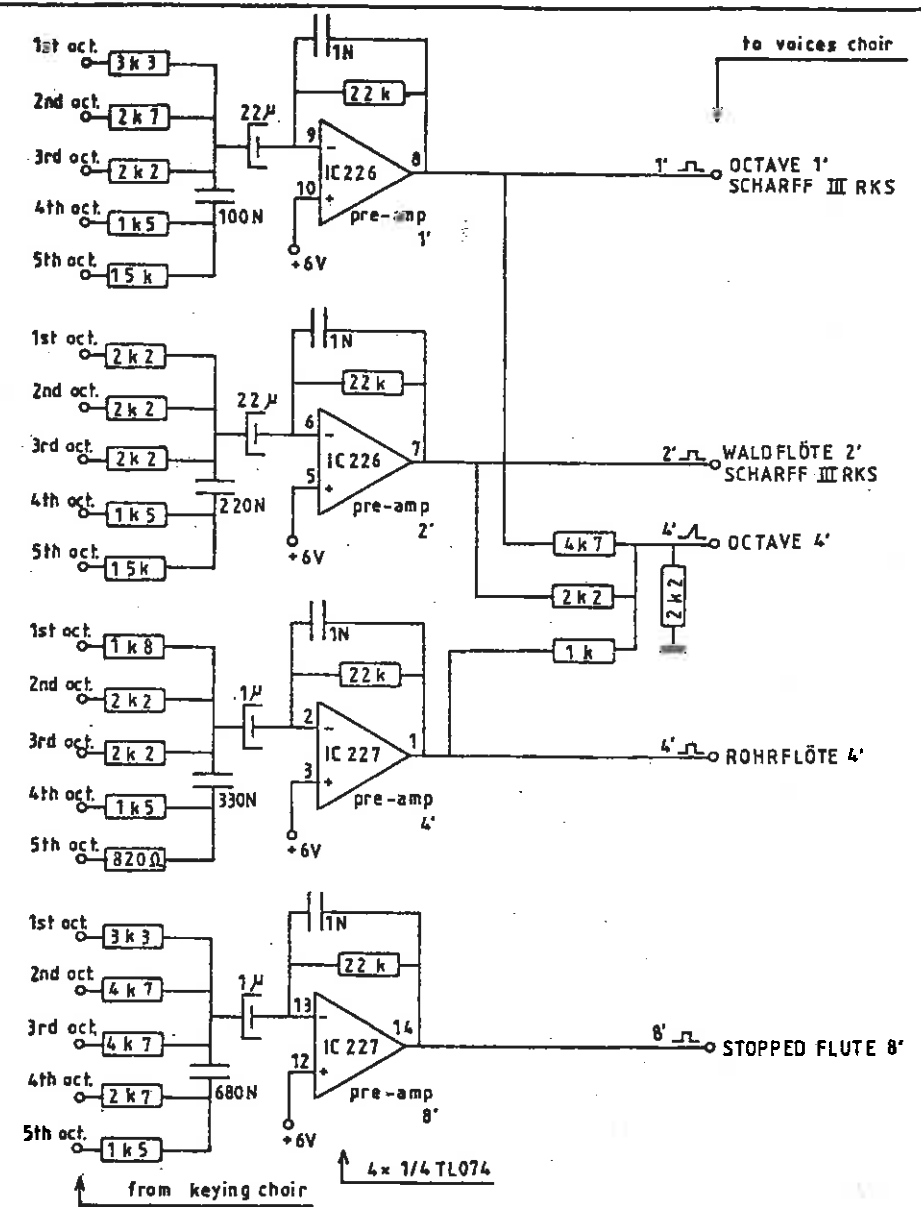 to voices choir
1st oct. 3k3
2nd oct. 2k7
3rd oct. 2k2
4th oct. 1k5
5th oct. 15k
100N
22μ
1N
22k
9 −
10 +
8
IC226
pre-amp
1'
+6V
1' OCTAVE 1'
SCHARFF III RKS
1st oct. 2k2
2nd oct. 2k2
3rd oct. 2k2
4th oct. 1k5
5th oct. 15k
220N
22μ
1N
22k
6 −
5 +
7
IC226
pre-amp
2'
+6V
2' WALDFLÖTE 2'
SCHARFF III RKS
4' OCTAVE 4'
4k7
2k2
1k
2k2
1st oct. 1k8
2nd oct. 2k2
3rd oct. 2k2
4th oct. 1k5
5th oct. 820Ω
330N
1μ
1N
22k
2 −
3 +
1
IC 227
pre-amp
4'
+6V
4' ROHRFLÖTE 4'
1st oct. 3k3
2nd oct 4k7
3rd oct. 4k7
4th oct. 2k7
5th oct. 1k5
680N
1μ
1N
22k
13 −
12 +
14
IC 227
pre-amp
8'
+6V
8' STOPPED FLUTE 8'
from keying choir
4× 1/4 TL074